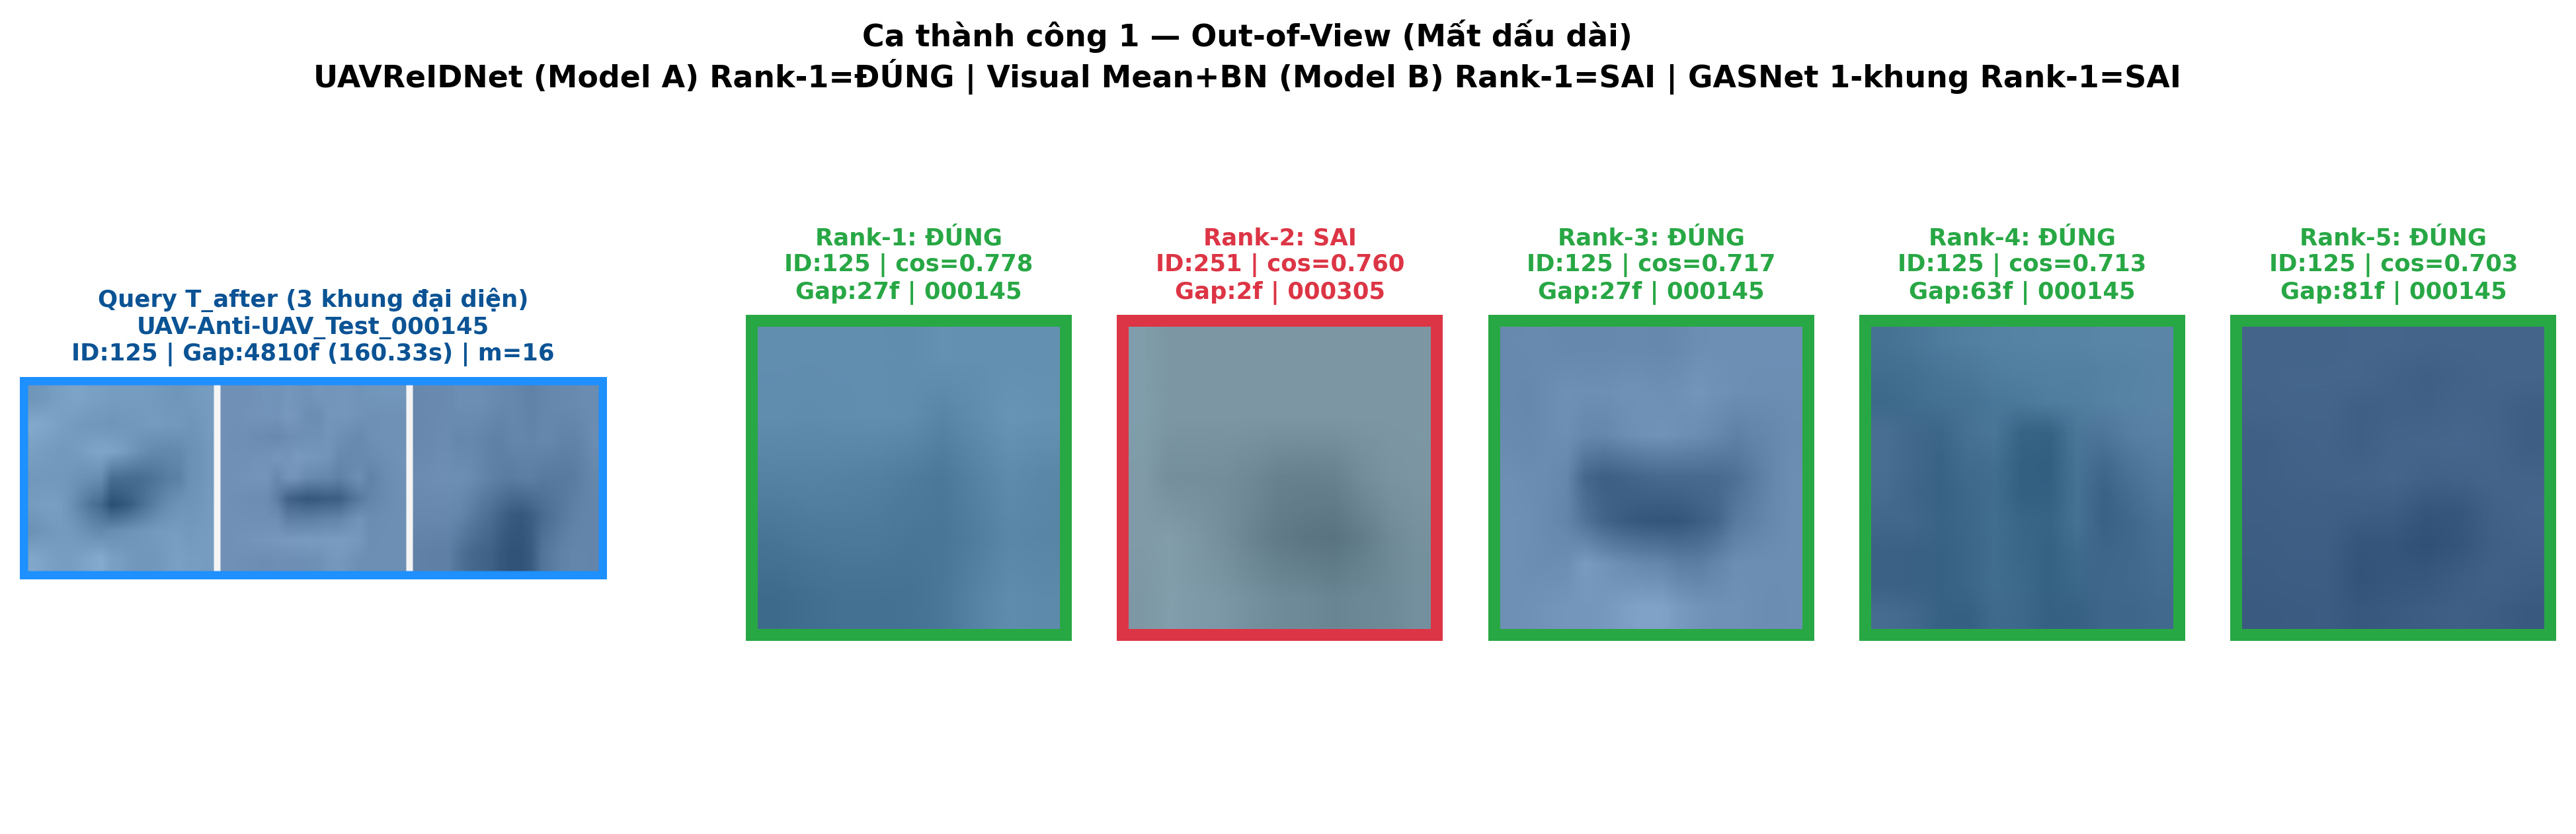 Ca thành công 1 — Out-of-View (Mất dấu dài)
UAVReIDNet (Model A) Rank-1=ĐÚNG | Visual Mean+BN (Model B) Rank-1=SAI | GASNet 1-khung Rank-1=SAI
Query T_after (3 khung đại diện)
UAV-Anti-UAV_Test_000145
ID:125 | Gap:4810f (160.33s) | m=16
Rank-1: ĐÚNG
ID:125 | cos=0.778
Gap:27f | 000145
Rank-2: SAI
ID:251 | cos=0.760
Gap:2f | 000305
Rank-3: ĐÚNG
ID:125 | cos=0.717
Gap:27f | 000145
Rank-4: ĐÚNG
ID:125 | cos=0.713
Gap:63f | 000145
Rank-5: ĐÚNG
ID:125 | cos=0.703
Gap:81f | 000145